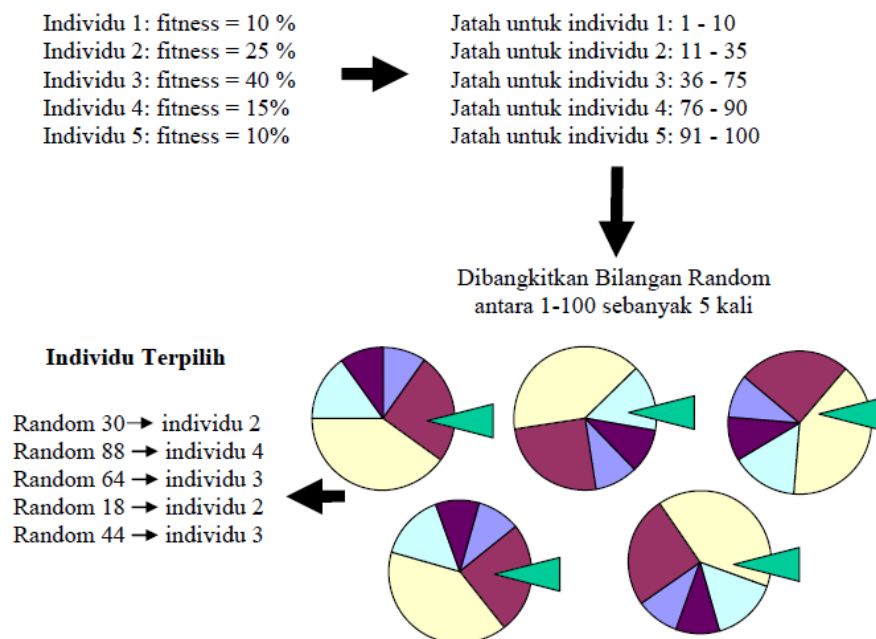 Individu 1: fitness = 10 %
Individu 2: fitness = 25 %
Individu 3: fitness = 40 %
Individu 4: fitness = 15%
Individu 5: fitness = 10%
Jatah untuk individu 1: 1 - 10
Jatah untuk individu 2: 11 - 35
Jatah untuk individu 3: 36 - 75
Jatah untuk individu 4: 76 - 90
Jatah untuk individu 5: 91 - 100
Dibangkitkan Bilangan Random
antara 1-100 sebanyak 5 kali
Individu Terpilih
Random 30 → individu 2
Random 88 → individu 4
Random 64 → individu 3
Random 18 → individu 2
Random 44 → individu 3